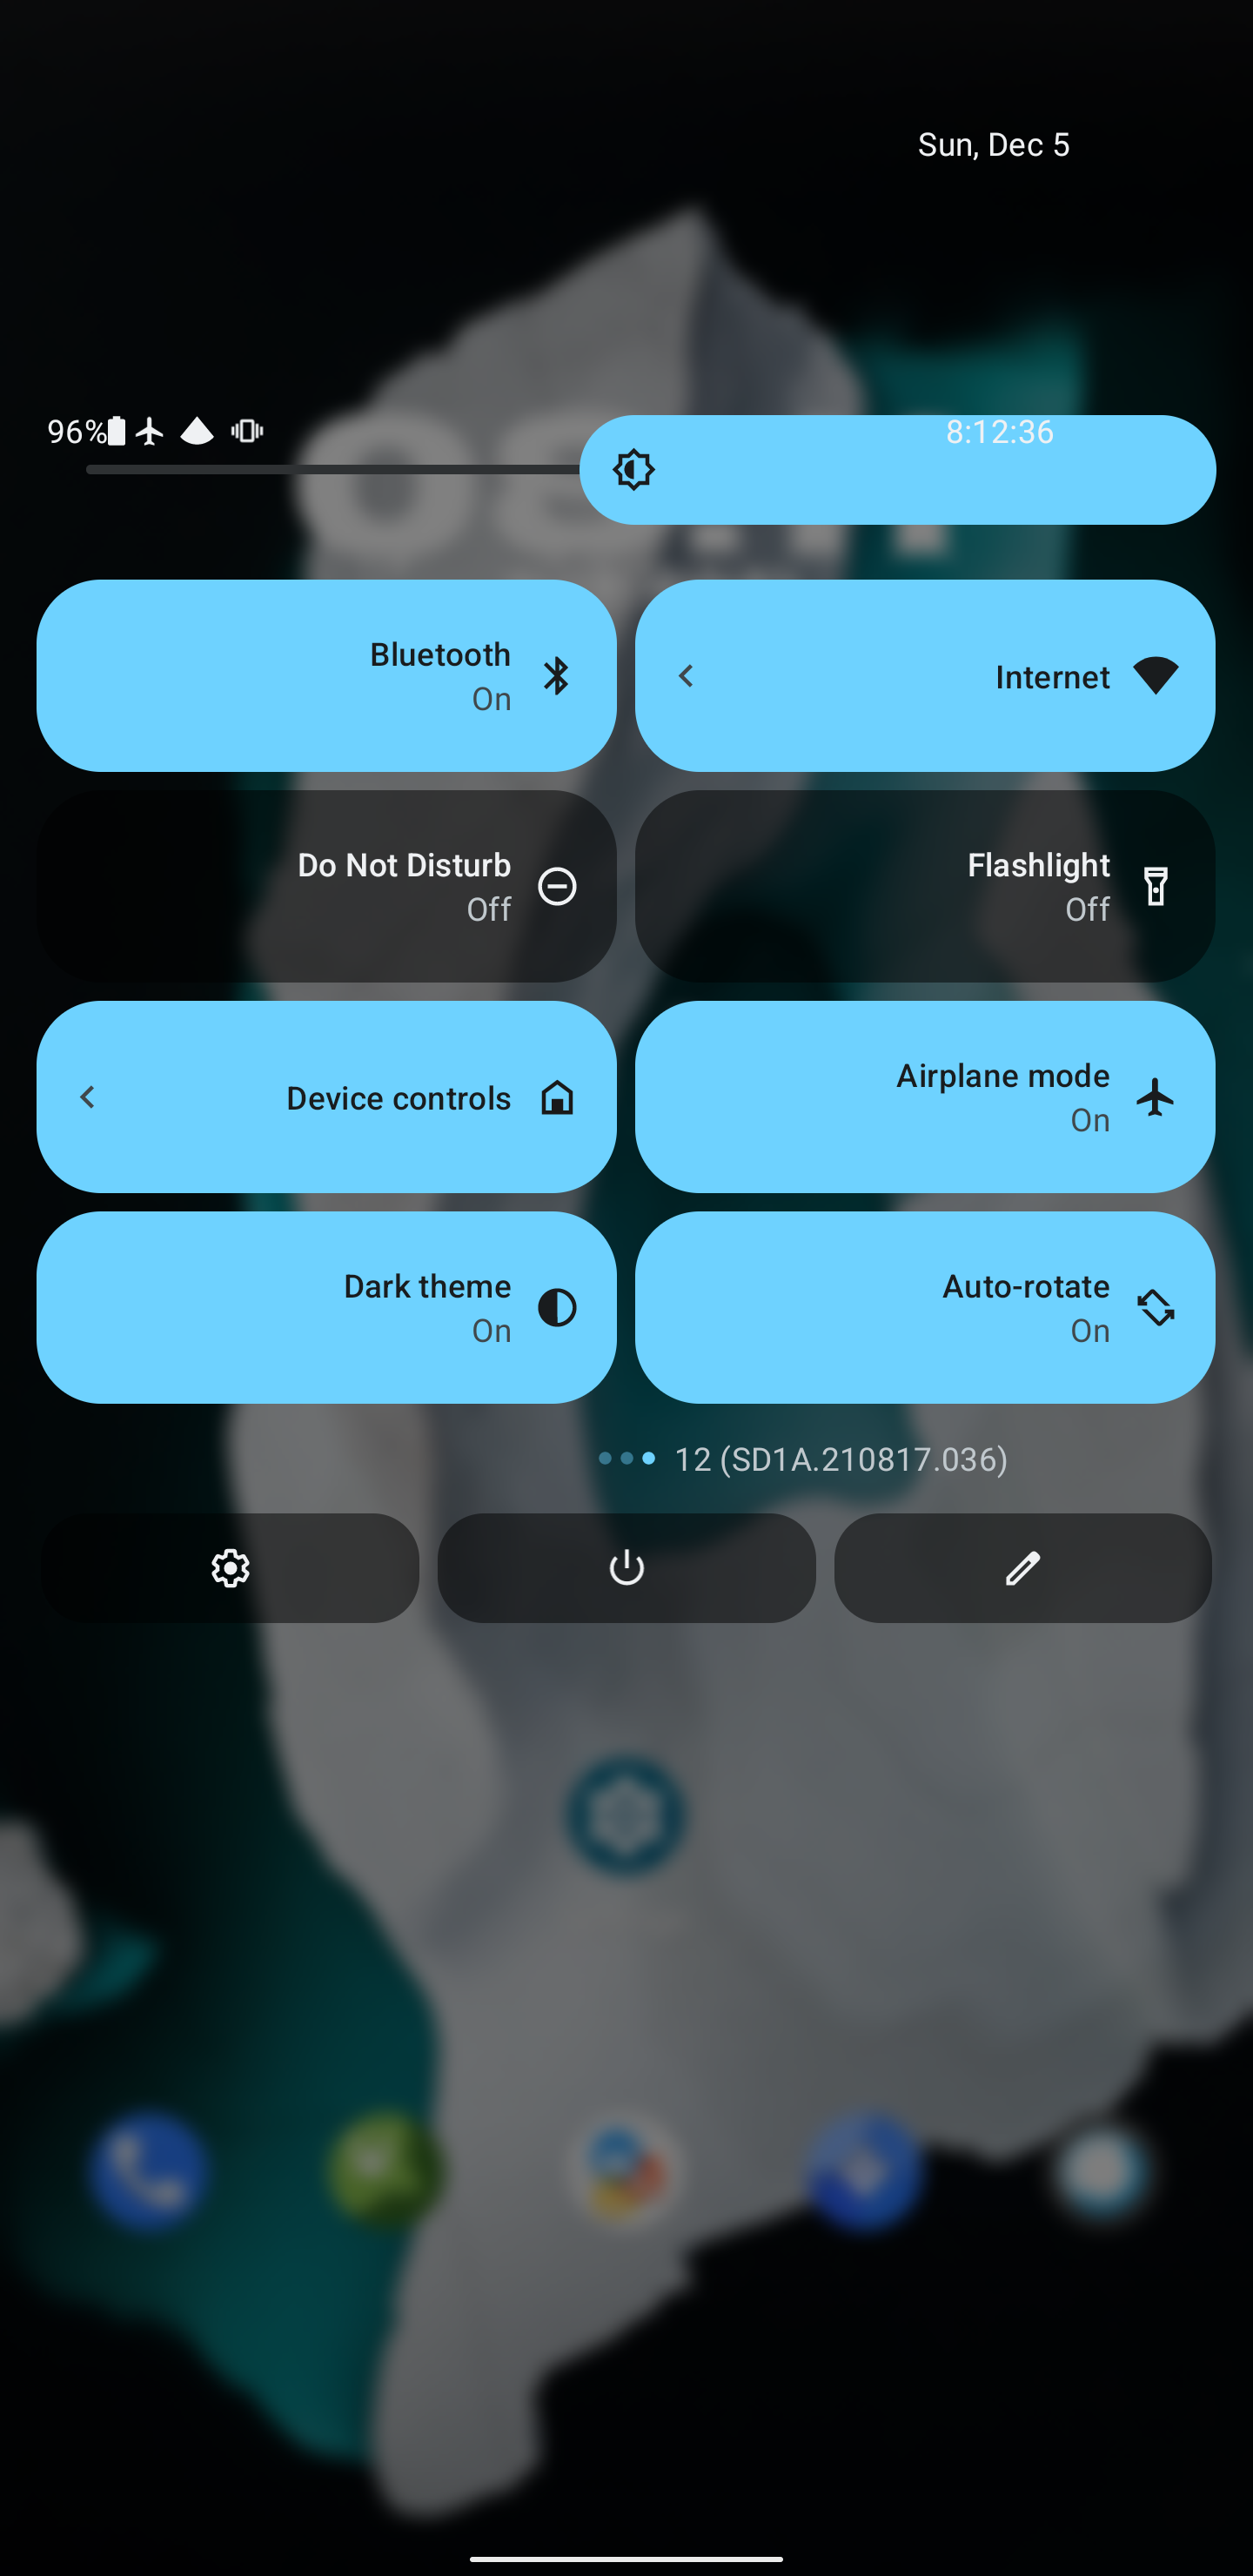 Sun, Dec 5
96%
8:12:36
Internet
Bluetooth
On
Flashlight
Off
Do Not Disturb
Off
Airplane mode
On
Device controls
Auto-rotate
On
Dark theme
On
12 (SD1A.210817.036)